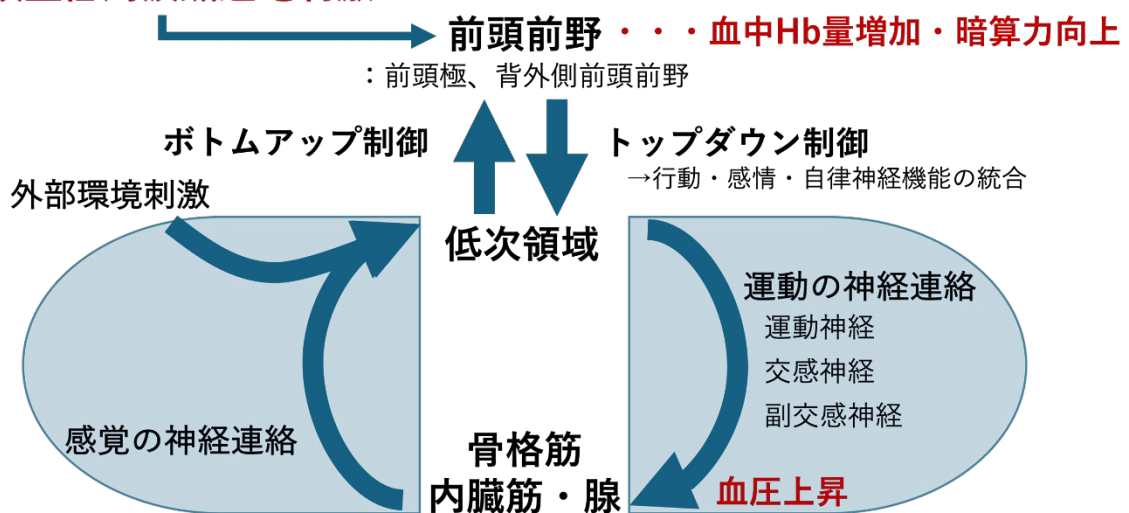 前頭前野・・・血中Hb量増加・暗算力向上
：前頭極、背外側前頭前野
ボトムアップ制御
トップダウン制御
→行動・感情・自律神経機能の統合
外部環境刺激
低次領域
運動の神経連絡
運動神経
交感神経
副交感神経
感覚の神経連絡
骨格筋
内臓筋・腺
血圧上昇